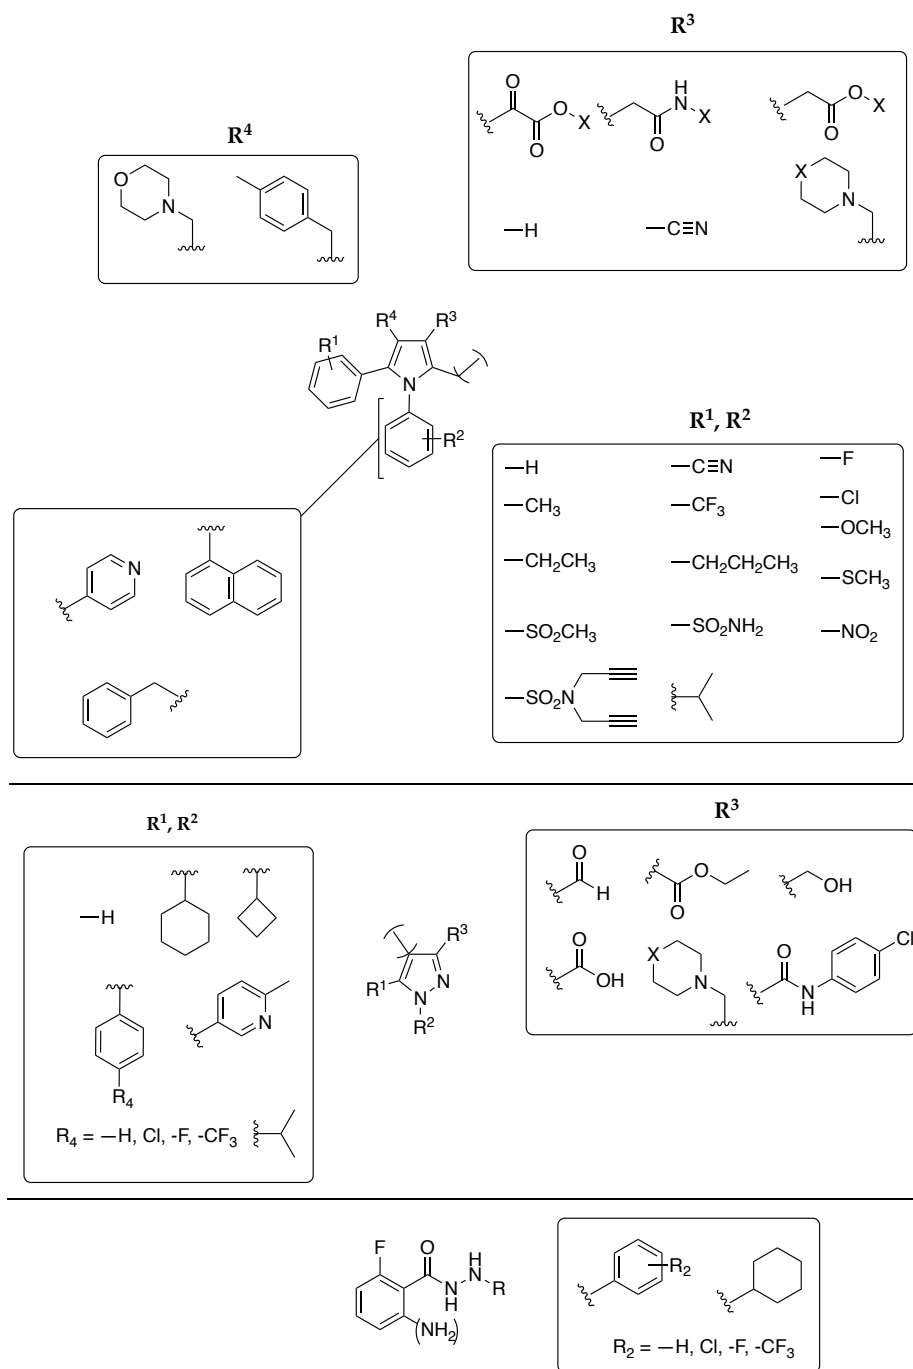 R³
O
O
O
X
H
N
X
O
O
X
O
R⁴
O
N
X
N
—H
—C≡N
R⁴
R³
R¹
N
R²
R¹, R²
—H
—C≡N
—F
—CH₃
—CF₃
—Cl
—OCH₃
—CH₂CH₃
—CH₂CH₂CH₃
—SCH₃
N
—SO₂CH₃
—SO₂NH₂
—NO₂
—SO₂N
R³
R¹, R²
O
H
O
O
OH
—H
O
OH
X
N
O
N
H
Cl
R³
R¹
N
N
R²
N
R₄
R₄ = —H, Cl, -F, -CF₃
F
O
H
N
N
H
R
(NH₂)
R₂
R₂ = —H, Cl, -F, -CF₃